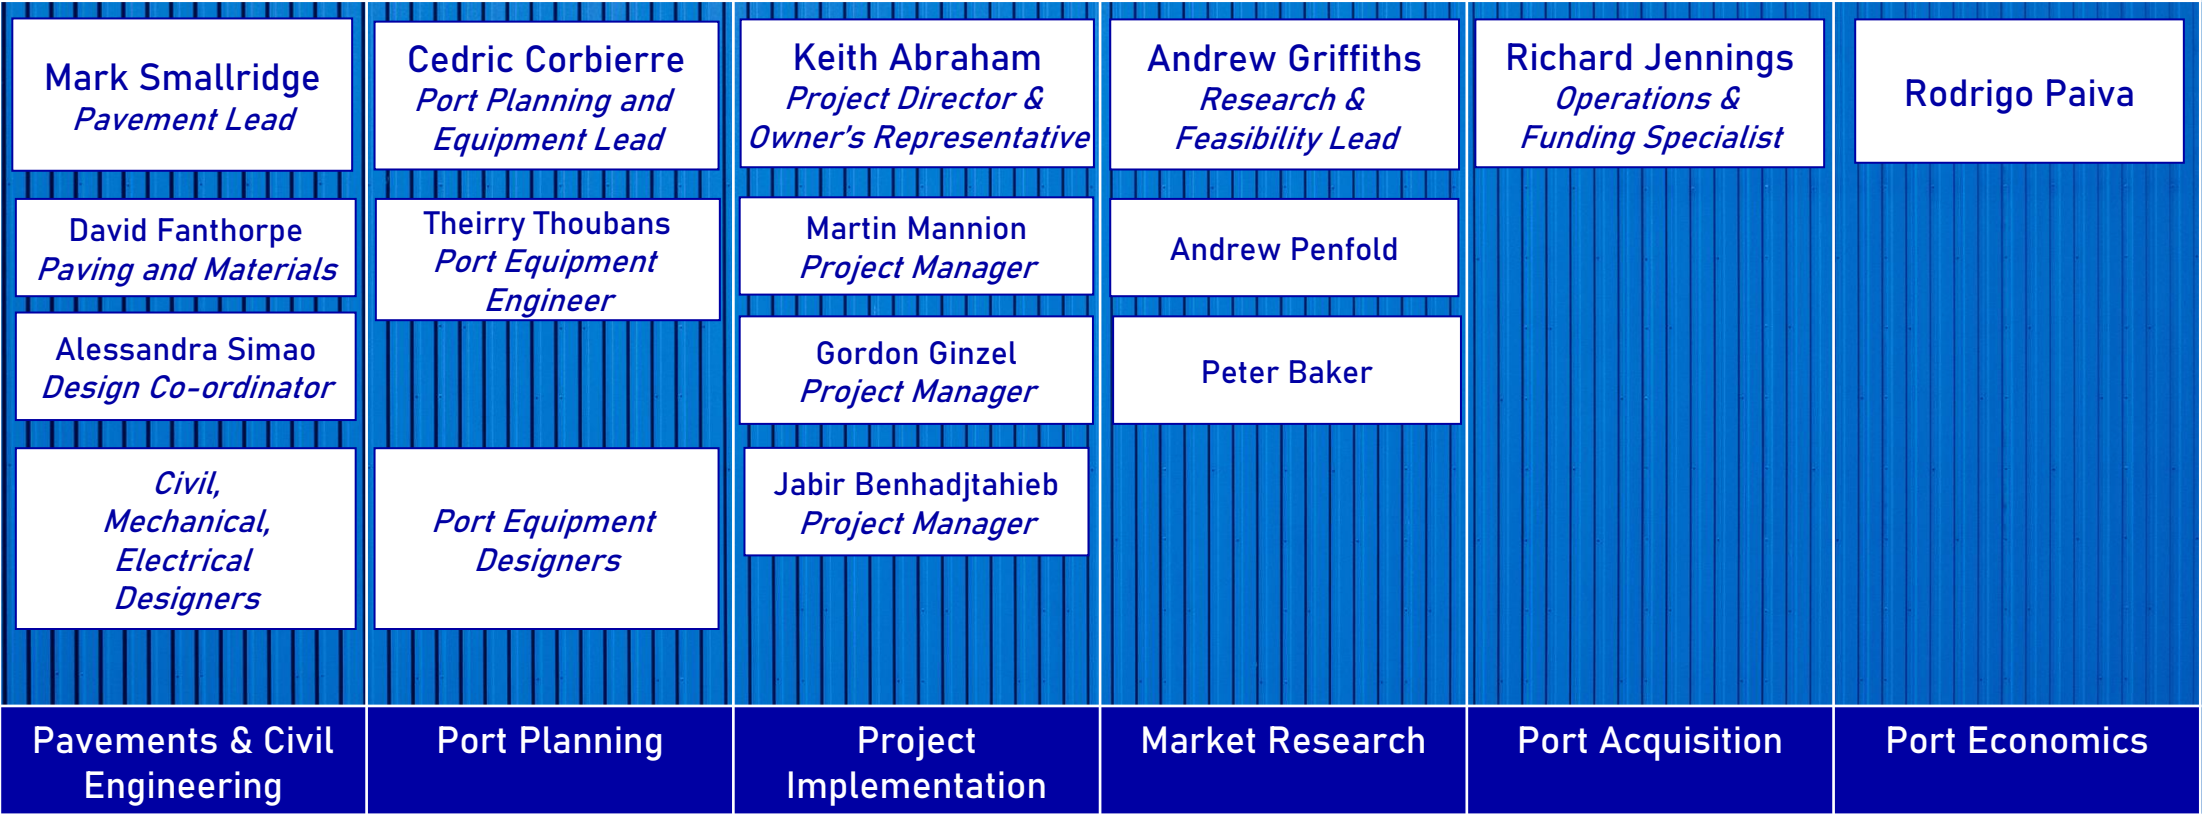 Mark Smallridge
Pavement Lead
David Fanthorpe
Paving and Materials
Alessandra Simao
Design Co-ordinator
Civil,
Mechanical,
Electrical
Designers
Pavements & Civil
Engineering
Cedric Corbierre
Port Planning and
Equipment Lead
Theirry Thoubans
Port Equipment
Engineer
Port Equipment
Designers
Port Planning
Keith Abraham
Project Director &
Owner's Representative
Martin Mannion
Project Manager
Gordon Ginzel
Project Manager
Jabir Benhadjtahieb
Project Manager
Project
Implementation
Andrew Griffiths
Research &
Feasibility Lead
Andrew Penfold
Peter Baker
Market Research
Richard Jennings
Operations &
Funding Specialist
Port Acquisition
Rodrigo Paiva
Port Economics